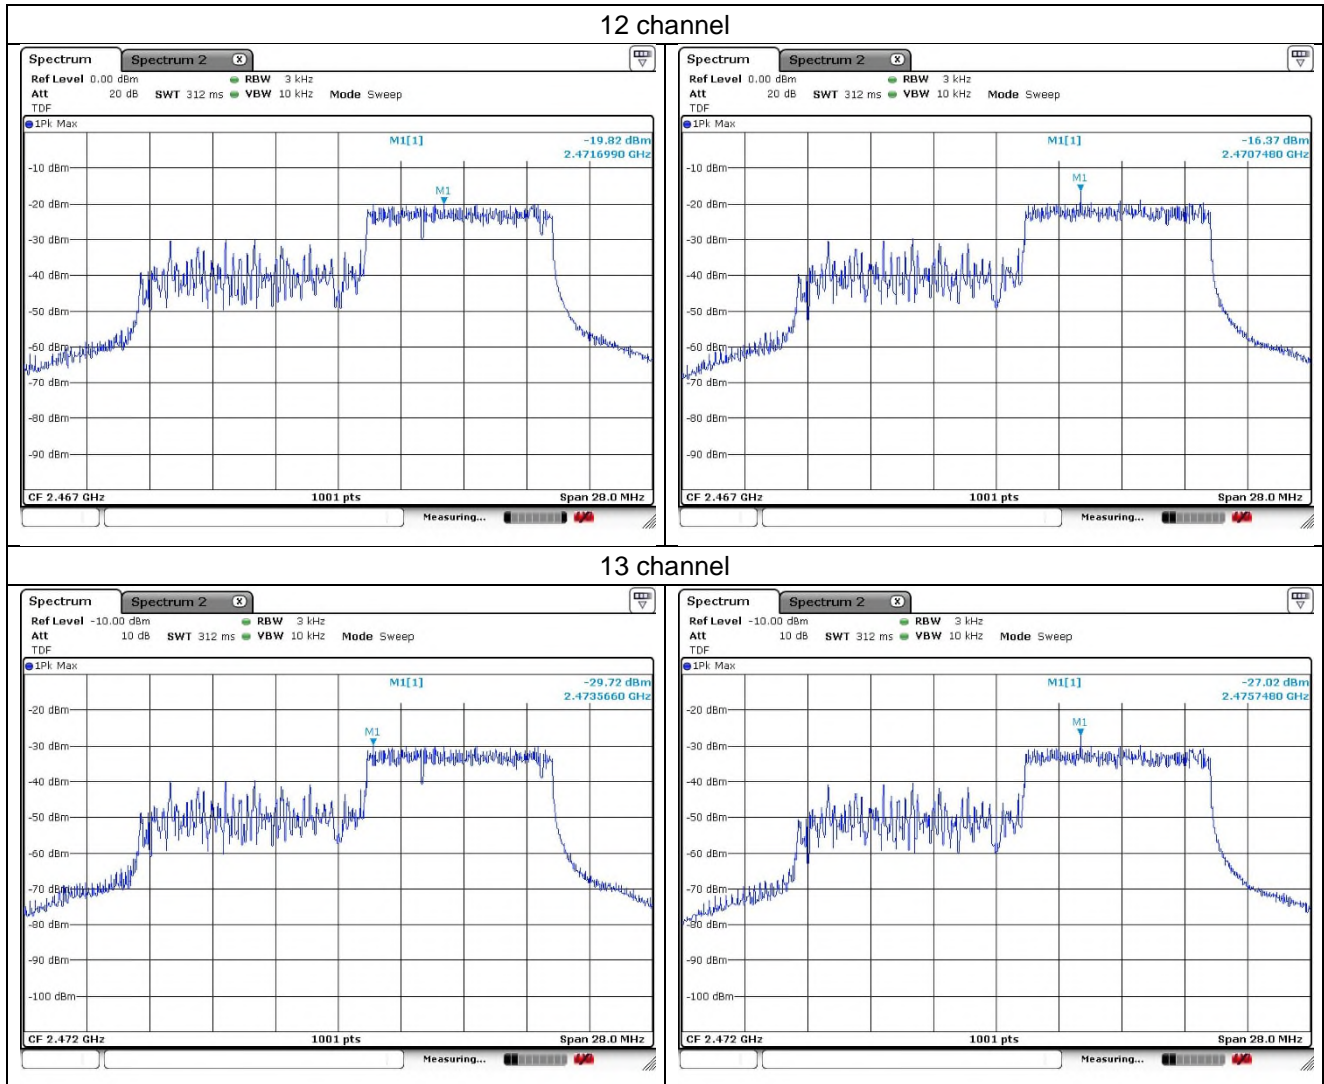 12 channel
Spectrum Spectrum 2 X
Ref Level 0.00 dBm RBW 3 kHz
Att 20 dB SWT 312 ms VBW 10 kHz Mode Sweep
TDF
1Pk Max
M1[1] -19.82 dBm
2.4716990 GHz
M1
-10 dBm
-20 dBm
-30 dBm
-40 dBm
-50 dBm
-60 dBm
-70 dBm
-80 dBm
-90 dBm
CF 2.467 GHz 1001 pts Span 28.0 MHz
Measuring...
Spectrum Spectrum 2 X
Ref Level 0.00 dBm RBW 3 kHz
Att 20 dB SWT 312 ms VBW 10 kHz Mode Sweep
TDF
1Pk Max
M1[1] -16.37 dBm
2.4707480 GHz
M1
-10 dBm
-20 dBm
-30 dBm
-40 dBm
-50 dBm
-60 dBm
-70 dBm
-80 dBm
-90 dBm
CF 2.467 GHz 1001 pts Span 28.0 MHz
Measuring...
13 channel
Spectrum Spectrum 2 X
Ref Level -10.00 dBm RBW 3 kHz
Att 10 dB SWT 312 ms VBW 10 kHz Mode Sweep
TDF
1Pk Max
M1[1] -29.72 dBm
2.4735660 GHz
M1
-20 dBm
-30 dBm
-40 dBm
-50 dBm
-60 dBm
-70 dBm
-80 dBm
-90 dBm
-100 dBm
CF 2.472 GHz 1001 pts Span 28.0 MHz
Measuring...
Spectrum Spectrum 2 X
Ref Level -10.00 dBm RBW 3 kHz
Att 10 dB SWT 312 ms VBW 10 kHz Mode Sweep
TDF
1Pk Max
M1[1] -27.02 dBm
2.4757480 GHz
M1
-20 dBm
-30 dBm
-40 dBm
-50 dBm
-60 dBm
-70 dBm
-80 dBm
-90 dBm
-100 dBm
CF 2.472 GHz 1001 pts Span 28.0 MHz
Measuring...